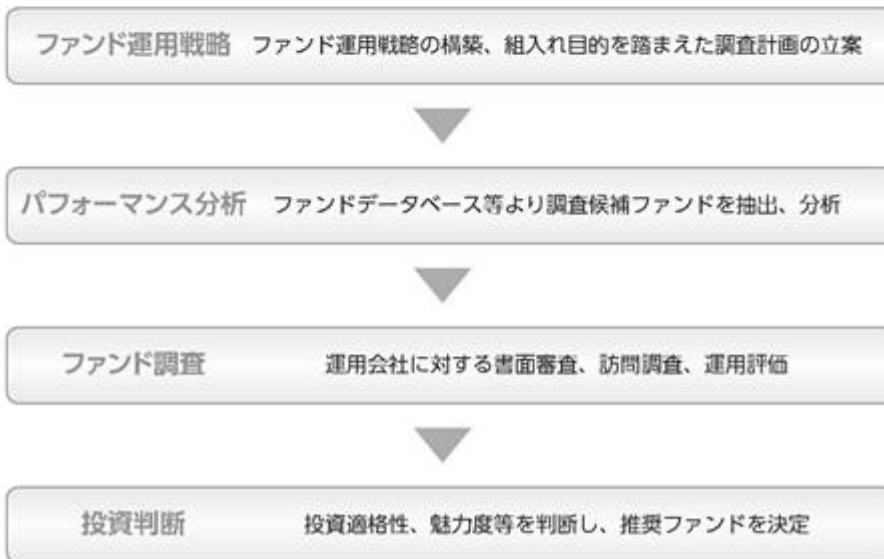 ファンド運用戦略 ファンド運用戦略の構築、組入れ目的を踏まえた調査計画の立案
パフォーマンス分析 ファンドデータベース等より調査候補ファンドを抽出、分析
ファンド調査 運用会社に対する書面審査、訪問調査、運用評価
投資判断 投資適格性、魅力度等を判断し、推奨ファンドを決定